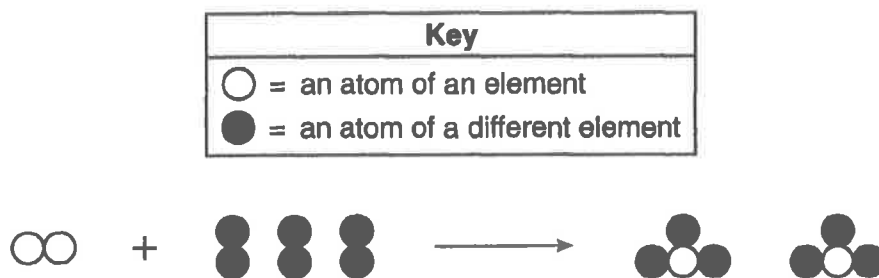 Key
= an atom of an element
= an atom of a different element
+